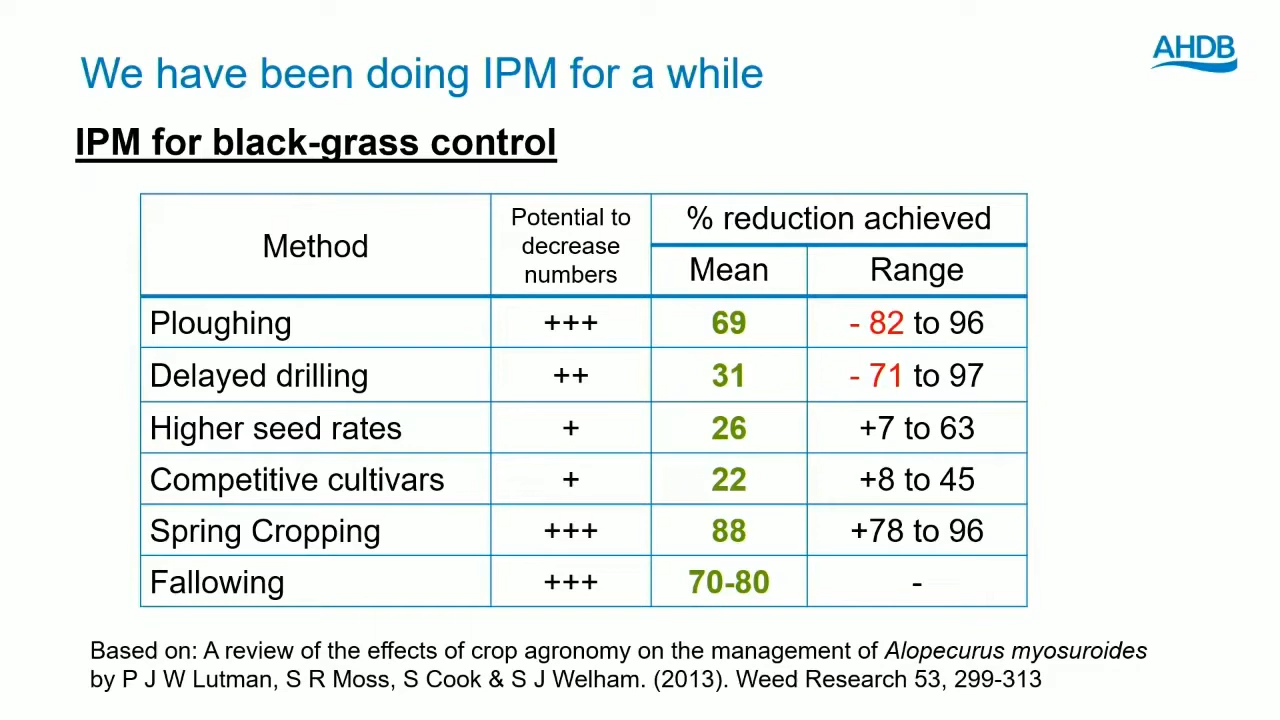 AHDB
We have been doing IPM for a while
IPM for black-grass control
Method
Potential to
decrease
numbers
% reduction achieved
Mean
Range
Ploughing +++ 69 - 82 to 96
Delayed drilling ++ 31 - 71 to 97
Higher seed rates + 26 +7 to 63
Competitive cultivars + 22 +8 to 45
Spring Cropping +++ 88 +78 to 96
Fallowing +++ 70-80 -
Based on: A review of the effects of crop agronomy on the management of Alopecurus myosuroides
by P J W Lutman, S R Moss, S Cook & S J Welham. (2013). Weed Research 53, 299-313